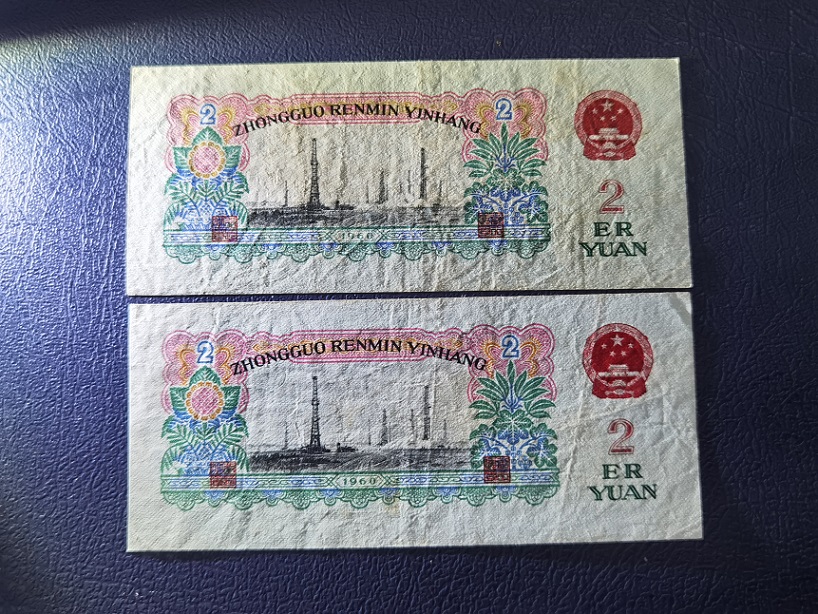 2 2
ZHONGGUO RENMIN YINHANG
1960
2
ER
YUAN
2 2
ZHONGGUO RENMIN YINHANG
1960
2
ER
YUAN